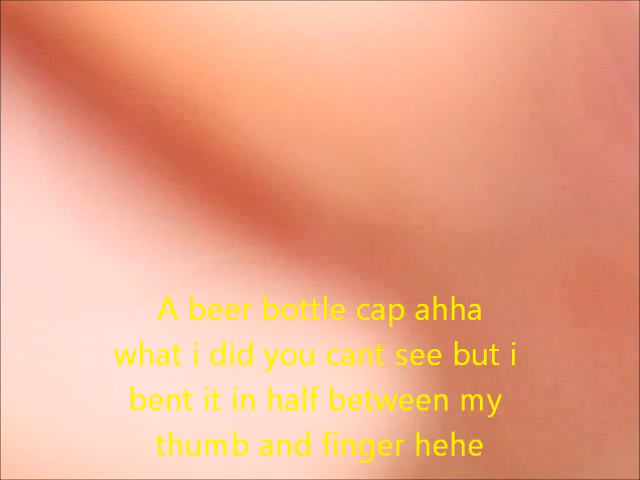 A beer bottle cap ahha
what i did you cant see but i
bent it in half between my
thumb and finger hehe